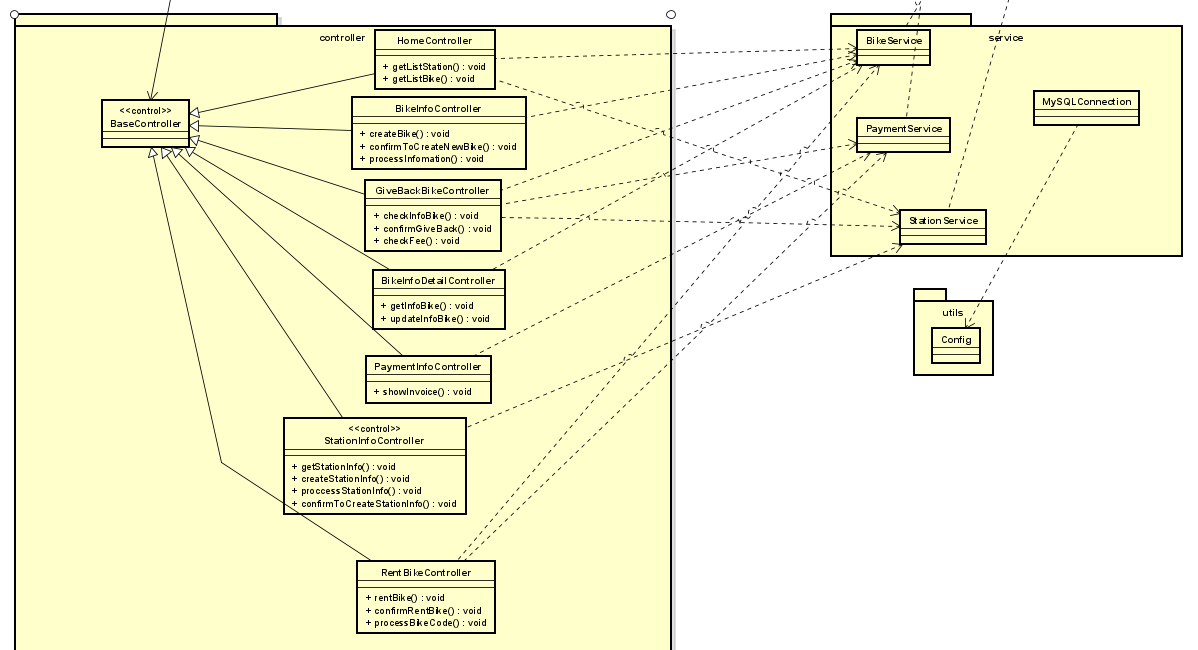 controller
HomeController
+ getListStation() : void
+ getListBike() : void
<<control>>
BaseController
BikeInfoController
+ createBike() : void
+ confirmToCreateNewBike() : void
+ processInfomation() : void
GiveBackBikeController
+ checkInfoBike() : void
+ confirmGiveBack() : void
+ checkFee() : void
BikeInfoDetailController
+ getInfoBike() : void
+ updateInfoBike() : void
PaymentInfoController
+ showInvoice() : void
<<control>>
StationInfoController
+ getStationInfo() : void
+ createStationInfo() : void
+ proccessStationInfo() : void
+ confirmToCreateStationInfo() : void
RentBikeController
+ rentBike() : void
+ confirmRentBike() : void
+ processBikeCode() : void
service
BikeService
MySQLConnection
PaymentService
StationService
utils
Config